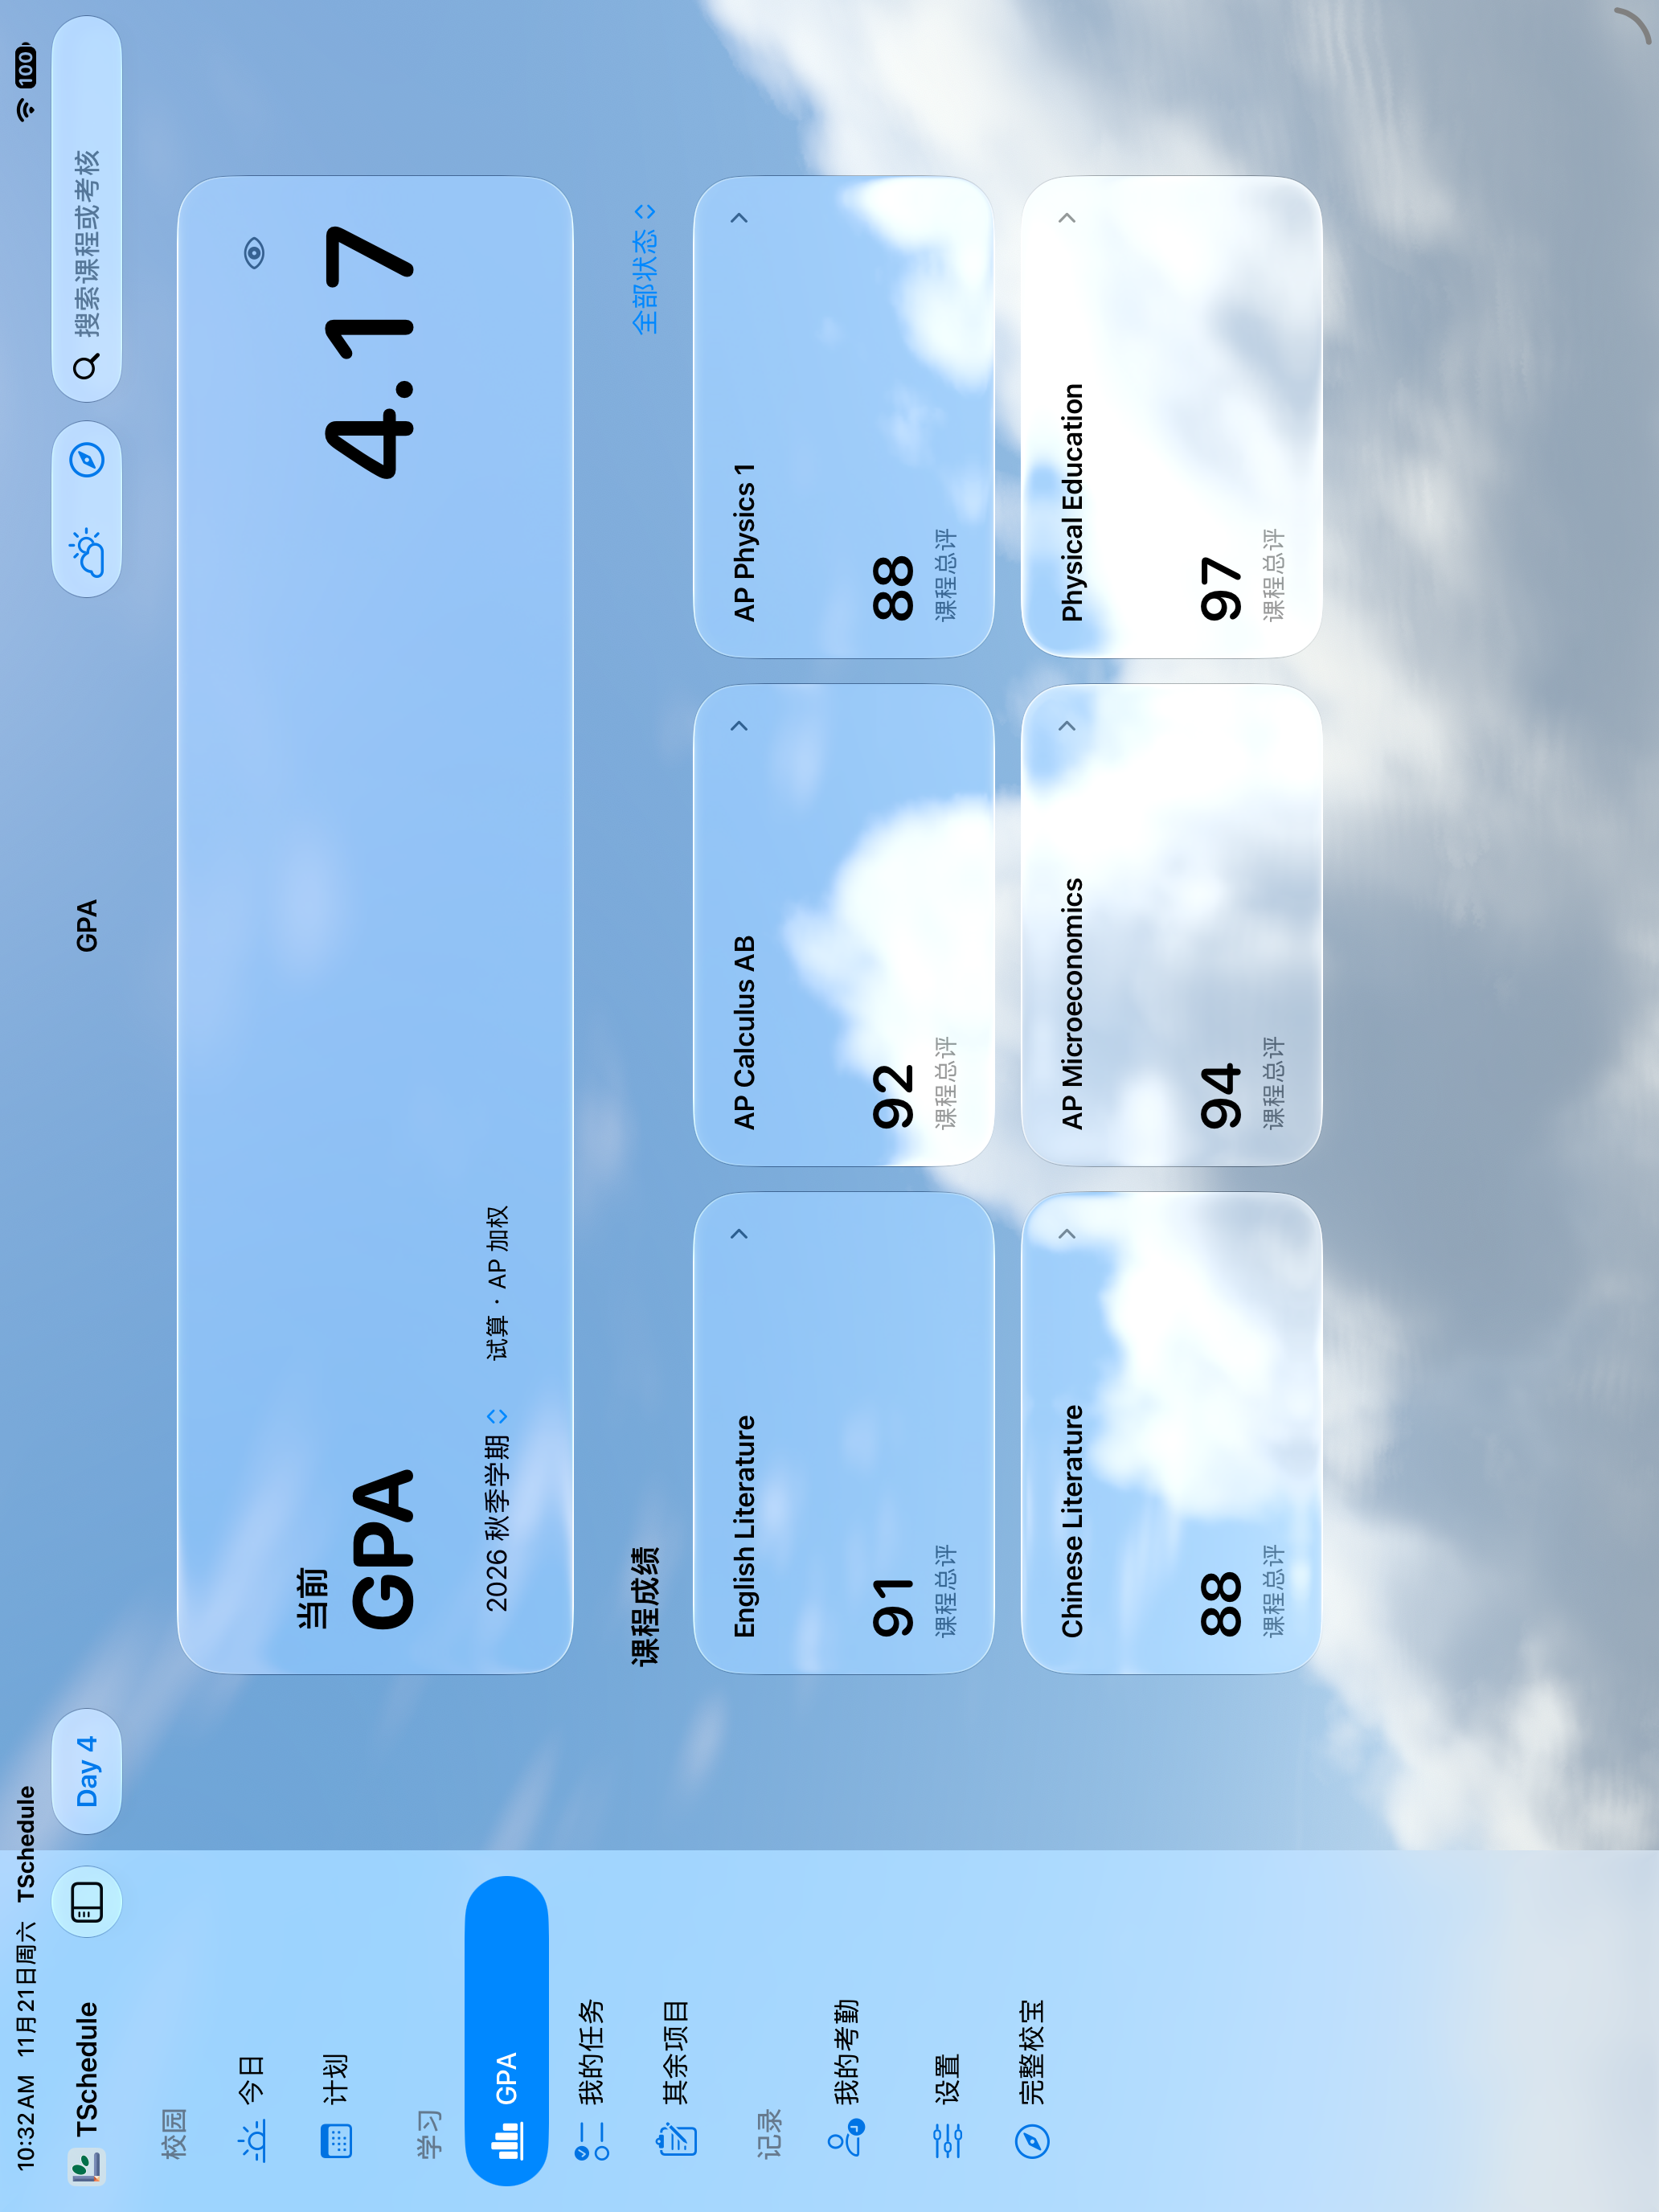 10:32 AM 11月21日周六 TSchedule
100
TSchedule
Day 4
GPA
搜索课程或考核
校园
今日
计划
学习
GPA
我的任务
其余项目
记录
我的考勤
设置
完整校宝
当前
GPA
4.17
2026 秋季学期
试算 · AP 加权
课程成绩
全部状态
English Literature
91
课程总评
AP Calculus AB
92
课程总评
AP Physics 1
88
课程总评
Chinese Literature
88
课程总评
AP Microeconomics
94
课程总评
Physical Education
97
课程总评